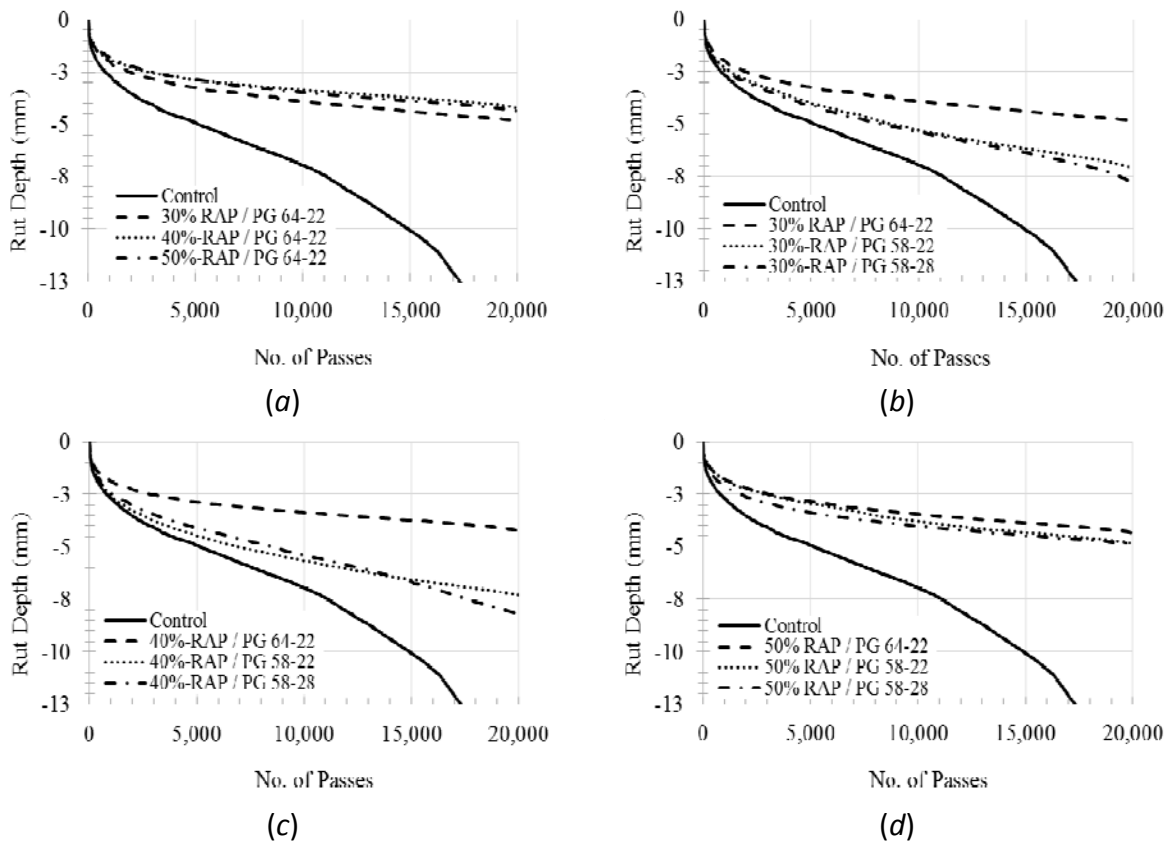 0
-3
-5
-8
-10
-13
Rut Depth (mm)
Control
30% RAP / PG 64-22
40%-RAP / PG 64-22
50%-RAP / PG 64-22
0 5,000 10,000 15,000 20,000
No. of Passes
(a)
0
-3
-5
-8
-10
-13
Rut Depth (mm)
Control
30% RAP / PG 64-22
30%-RAP / PG 58-22
30%-RAP / PG 58-28
0 5,000 10,000 15,000 20,000
No. of Passes
(b)
0
-3
-5
-8
-10
-13
Rut Depth (mm)
Control
40%-RAP / PG 64-22
40%-RAP / PG 58-22
40%-RAP / PG 58-28
0 5,000 10,000 15,000 20,000
No. of Passes
(c)
0
-3
-5
-8
-10
-13
Rut Depth (mm)
Control
50% RAP / PG 64-22
50% RAP / PG 58-22
50% RAP / PG 58-28
0 5,000 10,000 15,000 20,000
No. of Passes
(d)